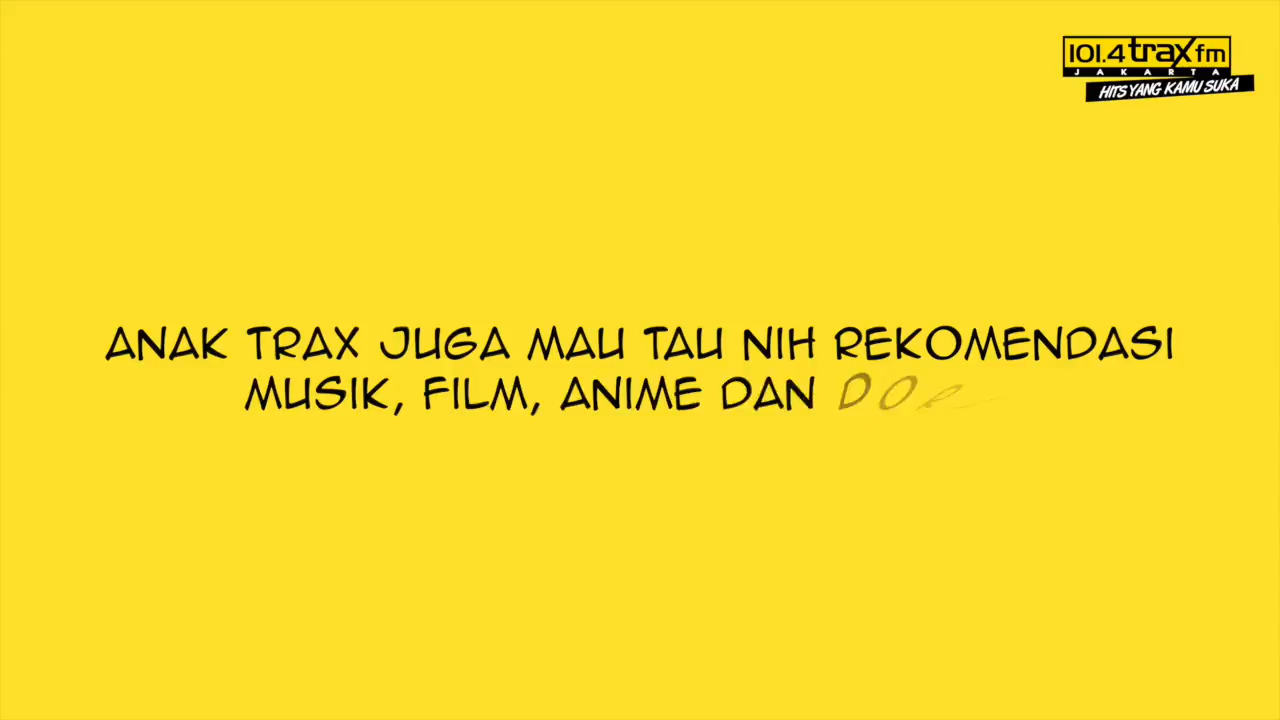 101.4 trax fm
JAKARTA
HITS YANG KAMU SUKA
ANAK TRAX JUGA MAU TAU NIH REKOMENDASI
MUSIK, FILM, ANIME DAN